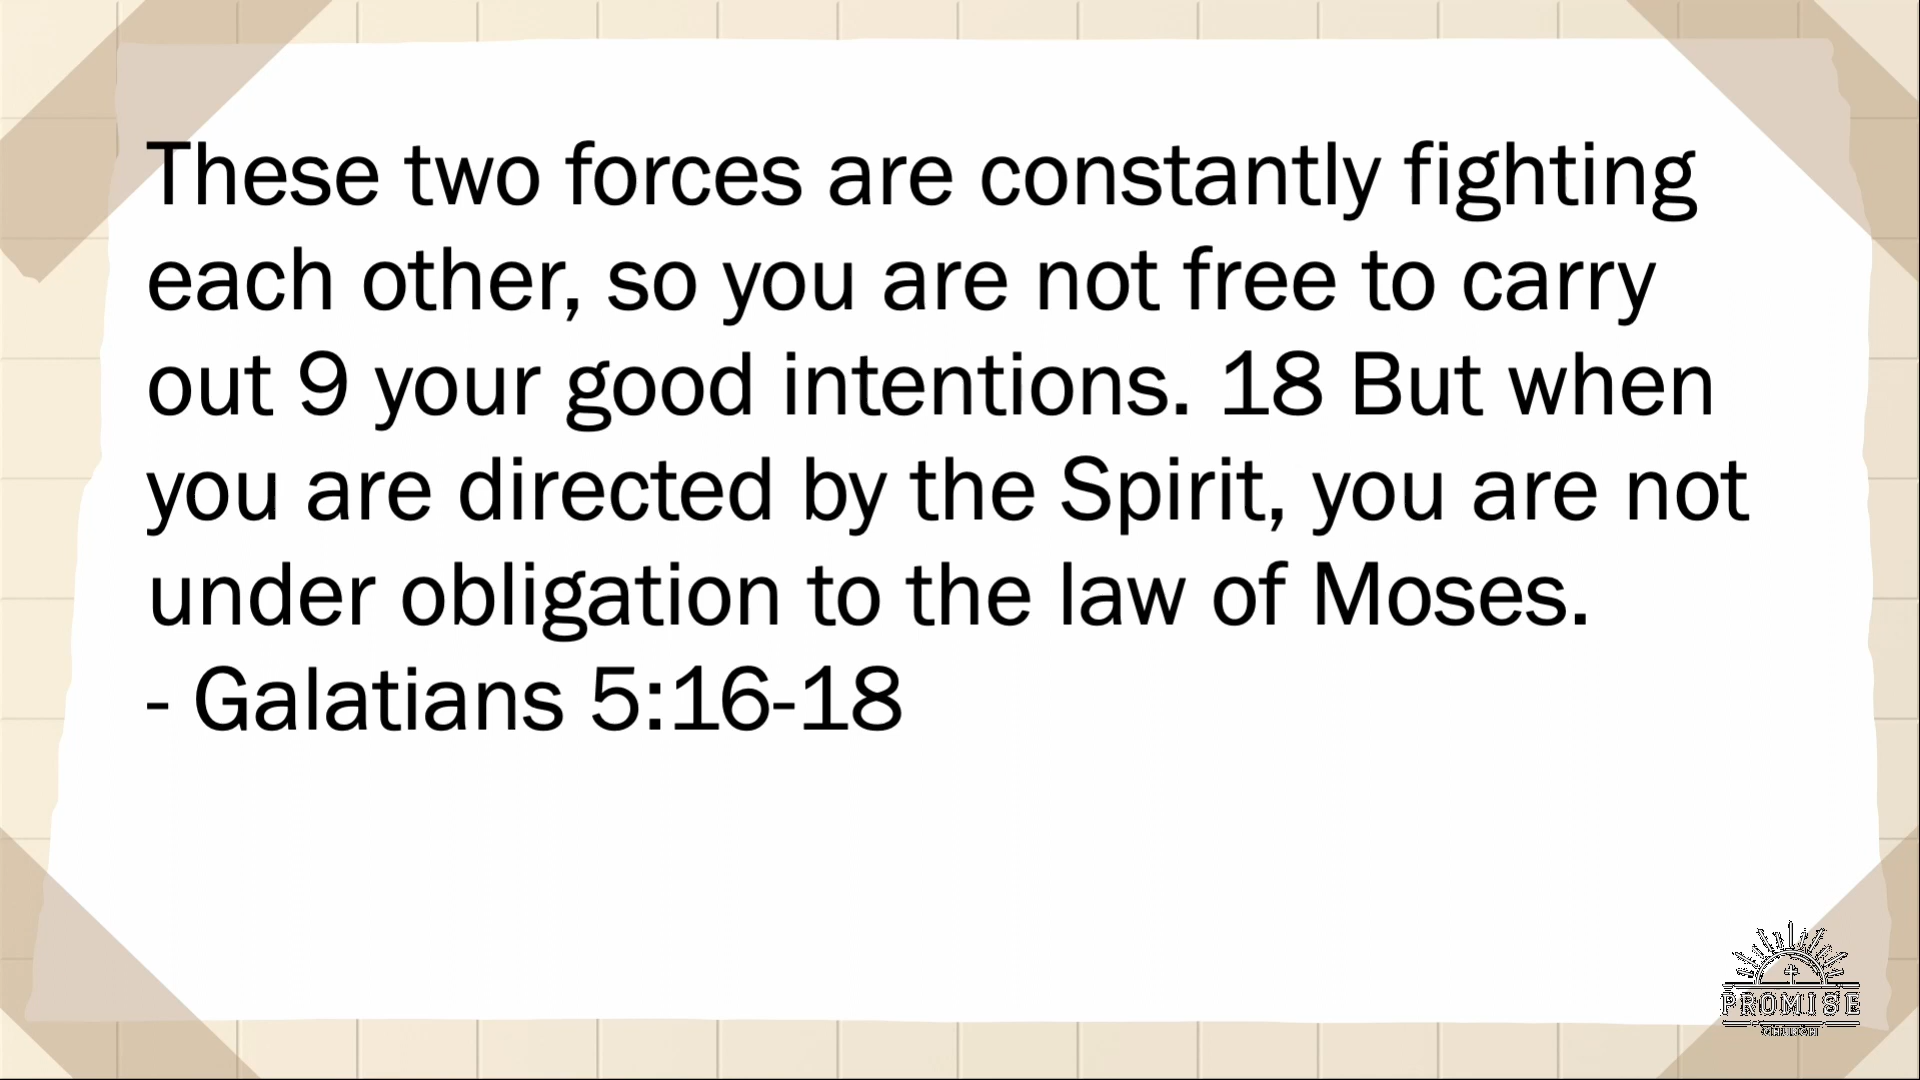 These two forces are constantly fighting
each other, so you are not free to carry
out 9 your good intentions. 18 But when
you are directed by the Spirit, you are not
under obligation to the law of Moses.
- Galatians 5:16-18
PROMISE
CHURCH